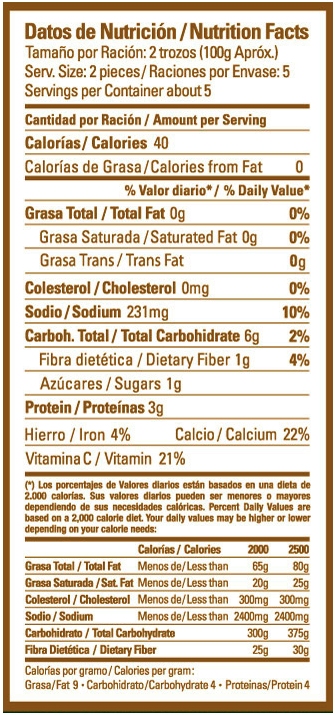 Datos de Nutrición / Nutrition Facts
Tamaño por Ración: 2 trozos (100g Apróx.)
Serv. Size: 2 pieces / Raciones por Envase: 5
Servings per Container about 5
Cantidad por Ración / Amount per Serving
Calorías / Calories 40
Calorías de Grasa / Calories from Fat 0
% Valor diario* / % Daily Value*
Grasa Total / Total Fat 0g 0%
Grasa Saturada / Saturated Fat 0g 0%
Grasa Trans / Trans Fat 0g
Colesterol / Cholesterol 0mg 0%
Sodio / Sodium 231mg 10%
Carboh. Total / Total Carbohidrate 6g 2%
Fibra dietética / Dietary Fiber 1g 4%
Azúcares / Sugars 1g
Protein / Proteínas 3g
Hierro / Iron 4% Calcio / Calcium 22%
Vitamina C / Vitamin 21%
(*) Los porcentajes de Valores diarios están basados en una dieta de
2.000 calorías. Sus valores diarios pueden ser menores o mayores
dependiendo de sus necesidades calóricas. Percent Daily Values are
based on a 2,000 calorie diet. Your daily values may be higher or lower
depending on your calorie needs:
Calorías / Calories 2000 2500
Grasa Total / Total Fat Menos de / Less than 65g 80g
Grasa Saturada / Sat. Fat Menos de / Less than 20g 25g
Colesterol / Cholesterol Menos de / Less than 300mg 300mg
Sodio / Sodium Menos de / Less than 2400mg 2400mg
Carbohidrato / Total Carbohydrate 300g 375g
Fibra Dietética / Dietary Fiber 25g 30g
Calorías por gramo / Calories per gram:
Grasa/Fat 9 • Carbohidrato/Carbohydrate 4 • Proteinas/Protein 4